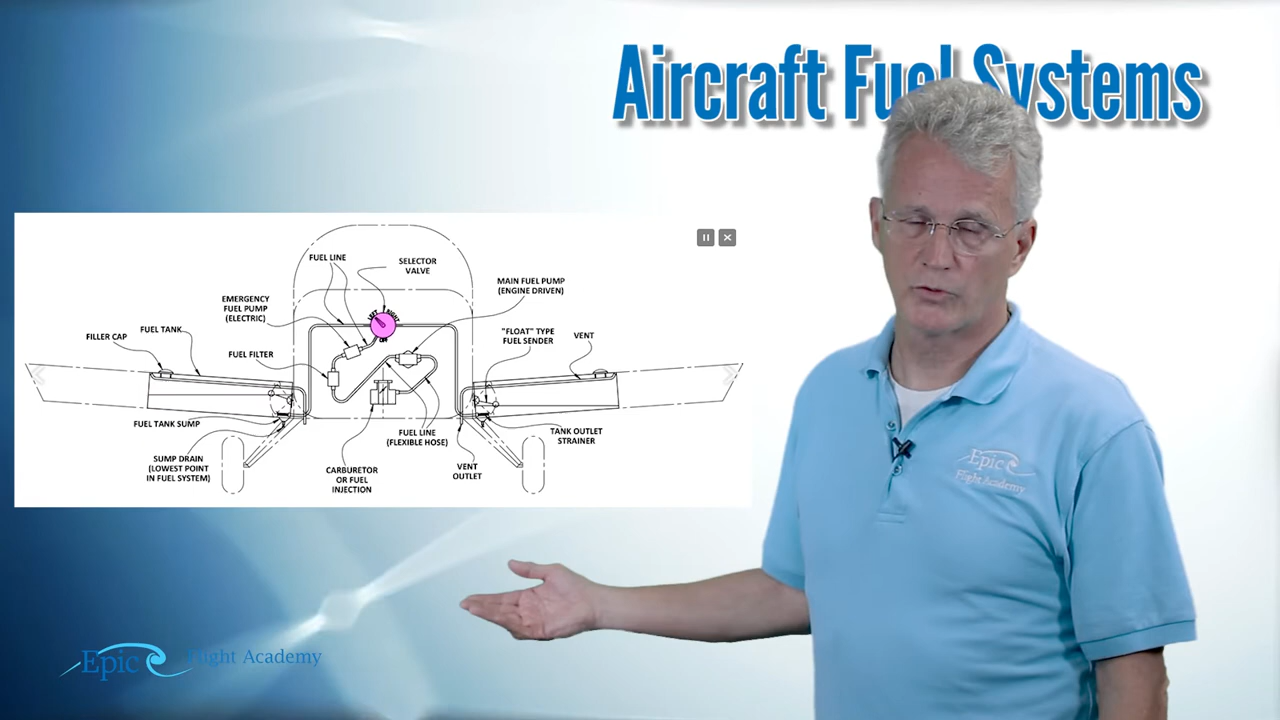 Aircraft Fuel Systems
FUEL LINE
SELECTOR
VALVE
MAIN FUEL PUMP
(ENGINE DRIVEN)
EMERGENCY
FUEL PUMP
(ELECTRIC)
LEFT
RIGHT
OFF
"FLOAT" TYPE
FUEL SENDER
VENT
FUEL TANK
FILLER CAP
FUEL FILTER
FUEL TANK SUMP
FUEL LINE
(FLEXIBLE HOSE)
TANK OUTLET
STRAINER
SUMP DRAIN
(LOWEST POINT
IN FUEL SYSTEM)
CARBURETOR
OR FUEL
INJECTION
VENT
OUTLET
Epic
Flight Academy
Epic Flight Academy